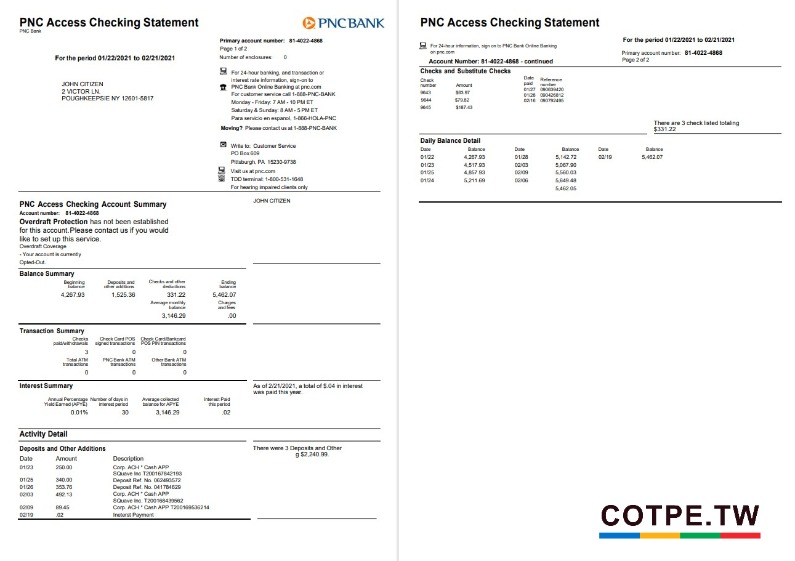 PNC Access Checking Statement
PNC Bank
PNCBANK
Primary account number: 81-4022-4868
Page 1 of 2
Number of enclosures: 0
For the period 01/22/2021 to 02/21/2021
JOHN CITIZEN
2 VICTOR LN,
POUGHKEEPSIE NY 12601-5817
For 24-hour banking, and transaction or
interest rate information, sign-on to
PNC Bank Online Banking at pnc.com
For customer service call 1-888-PNC-BANK
Monday - Friday: 7 AM - 10 PM ET
Saturday & Sunday: 8 AM - 5 PM ET
Para servicio en espanol, 1-866-HOLA-PNC
Moving? Please contact us at 1-888-PNC-BANK
Write to: Customer Service
PO Box 609
Pittsburg, PA 15230-9738
Visit us at pnc.com
TDD terminal: 1-800-531-1648
For hearing impaired clients only
PNC Access Checking Account Summary
Account number: 81-4022-4868
Overdraft Protection has not been established
for this account.Please contact us if you would
like to set up this service.
Overdraft Coverage
- Your account is currently
Opted-Out.
JOHN CITIZEN
Balance Summary
Beginning balance Deposits and other additions Checks and other deductions Ending balance
4,267.93 1,525.36 331.22 5,462.07
Average monthly balance Charges and fees
3,146.29 .00
Transaction Summary
Checks paid/withdrawals Check Card POS signed transactions Check Card/Bankcard POS PIN transactions
3 0 0
Total ATM transactions PNC Bank ATM transactions Other Bank ATM transactions
0 0 0
Interest Summary
As of 2/21/2021, a total of $.04 in interest
was paid this year.
Annual Percentage Yield Earned (APYE) Number of days in interest period Average collected balance for APYE Interest Paid this period
0.01% 30 3,146.29 .02
Activity Detail
Deposits and Other Additions
There were 3 Deposits and Other
g $2,240.99.
Date Amount Description
01/23 250.00 Corp. ACH * Cash APP
SQuave Inc T200167842193
01/25 340.00 Deposit Ref. No. 062493572
01/26 353.76 Deposit Ref. No. 041784629
02/03 492.13 Corp. ACH * Cash APP
SQuave Inc. T200168439562
02/09 89.45 Corp. ACH * Cash APP T200169536214
02/19 .02 Interst Payment
PNC Access Checking Statement
For 24-hour information, sign on to PNC Bank Online Banking
on pnc.com
For the period 01/22/2021 to 02/21/2021
Primary account number: 81-4022-4868
Page 2 of 2
Account Number: 81-4022-4868 - continued
Checks and Substitute Checks
Check number Amount Date paid Reference number
9643 01/27
9644 $73.82 01/28
9645 $187.43 02/16 090792495
There are 3 check listed totaling
$331.22
Daily Balance Detail
Date Balance Date Balance Date Balance
01/22 4,267.93 01/28 5,142.72 02/19 5,462.07
01/23 4,517.93 02/03 5,067.90
01/25 4,857.93 02/09 5,560.03
01/24 5,211.69 02/06 5,649.48
5,462.05
COTPE.TW